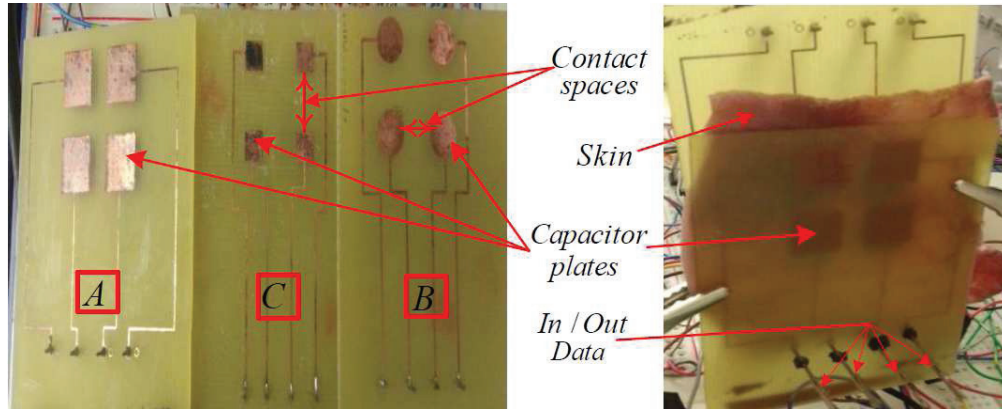 Contact
spaces
Skin
Capacitor
plates
A
C
B
In / Out
Data